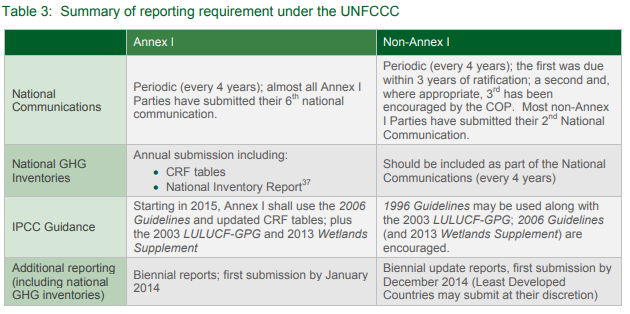 Table 3: Summary of reporting requirement under the UNFCCC
Annex I
Non-Annex I
National
Communications
Periodic (every 4 years); almost all Annex I
Parties have submitted their 6th national
communication.
Periodic (every 4 years); the first was due
within 3 years of ratification; a second and,
where appropriate, 3rd has been
encouraged by the COP. Most non-Annex
I Parties have submitted their 2nd National
Communication.
National GHG
Inventories
Annual submission including:
• CRF tables
• National Inventory Report37
Should be included as part of the National
Communications (every 4 years)
IPCC Guidance
Starting in 2015, Annex I shall use the 2006
Guidelines and updated CRF tables; plus
the 2003 LULUCF-GPG and 2013 Wetlands
Supplement
1996 Guidelines may be used along with
the 2003 LULUCF-GPG; 2006 Guidelines
(and 2013 Wetlands Supplement) are
encouraged.
Additional reporting
(including national
GHG inventories)
Biennial reports; first submission by January
2014
Biennial update reports, first submission by
December 2014 (Least Developed
Countries may submit at their discretion)